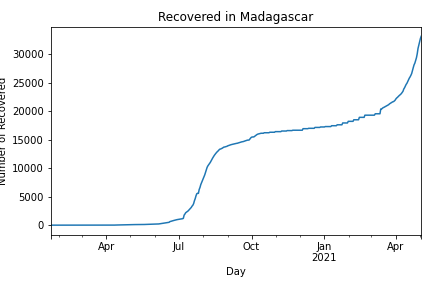 Recovered in Madagascar
Number of Recovered
30000
25000
20000
15000
10000
5000
0
Apr
Jul
Oct
Jan
2021
Apr
Day